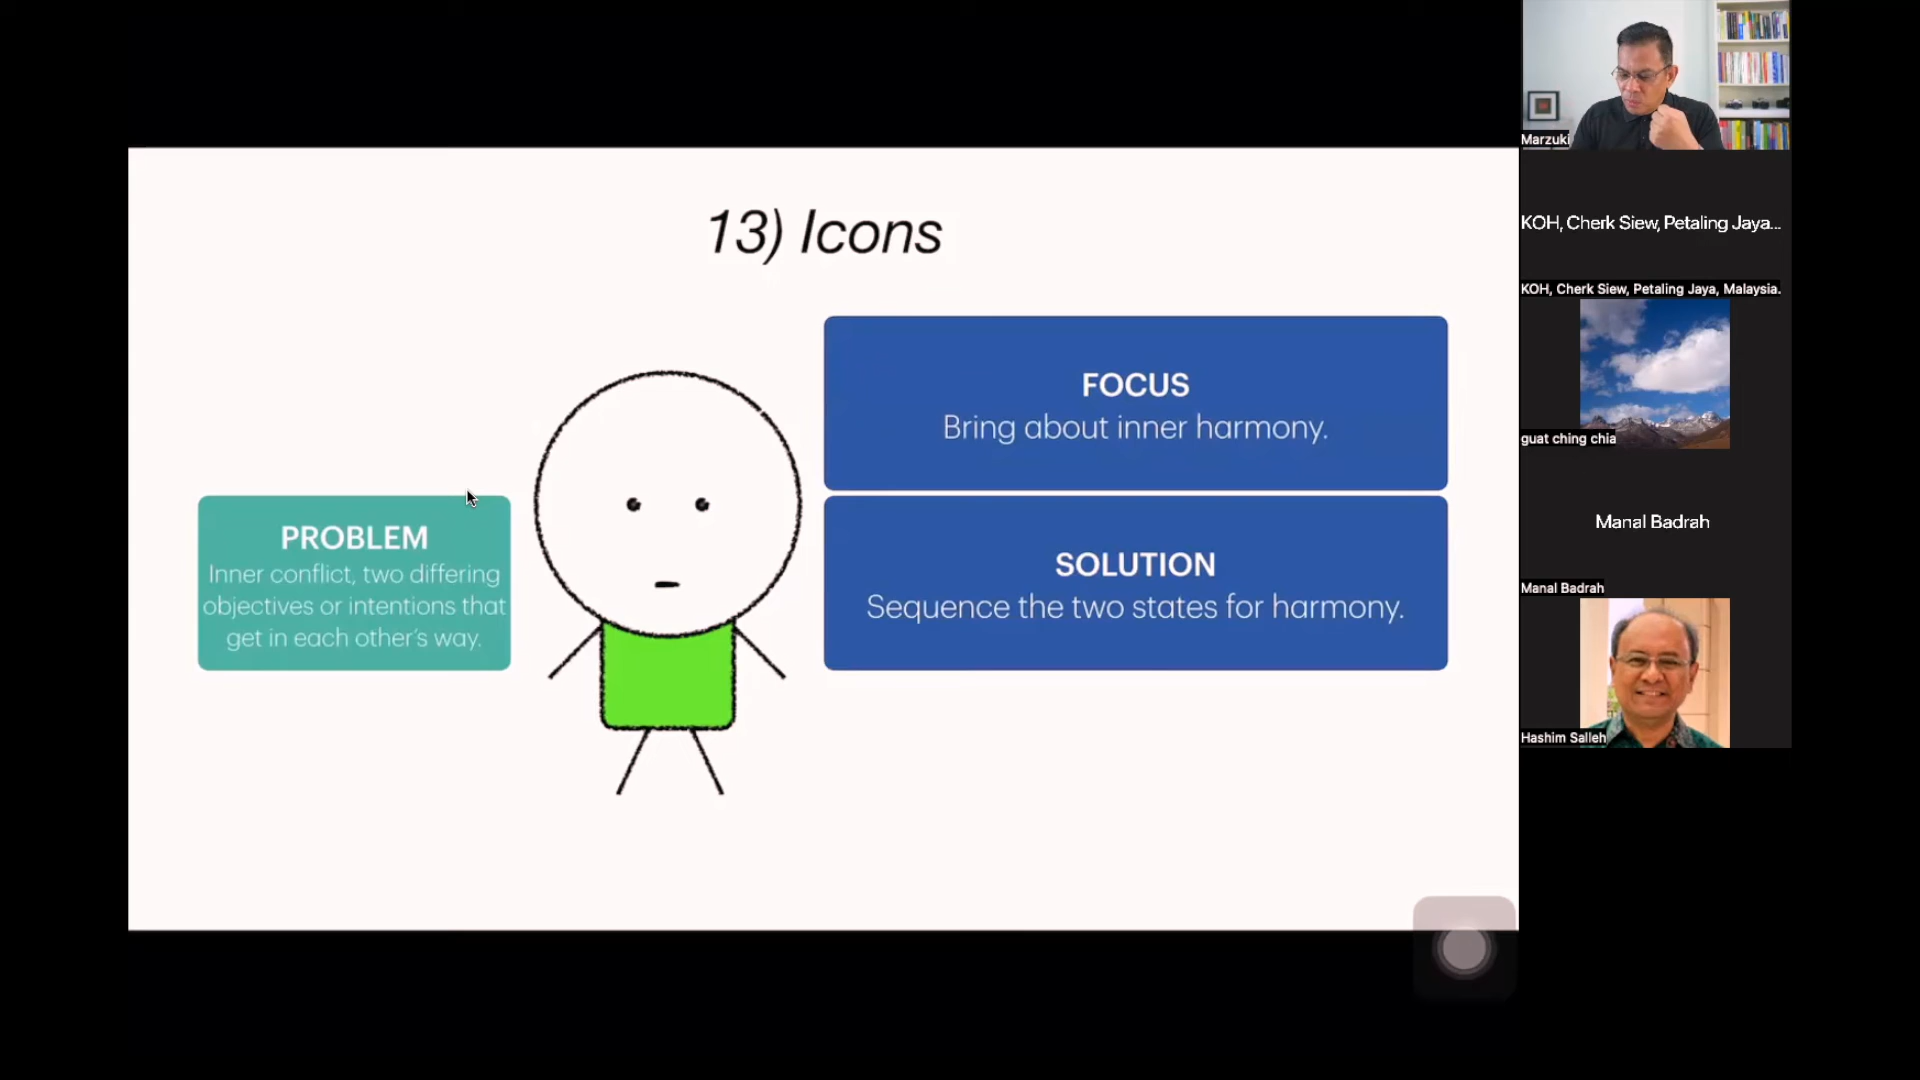 13) Icons
PROBLEM
Inner conflict, two differing
objectives or intentions that
get in each other's way.
FOCUS
Bring about inner harmony.
SOLUTION
Sequence the two states for harmony.
Marzuki
KOH, Cherk Siew, Petaling Jaya...
KOH, Cherk Siew, Petaling Jaya, Malaysia.
guat ching chia
Manal Badrah
Manal Badrah
Hashim Salleh